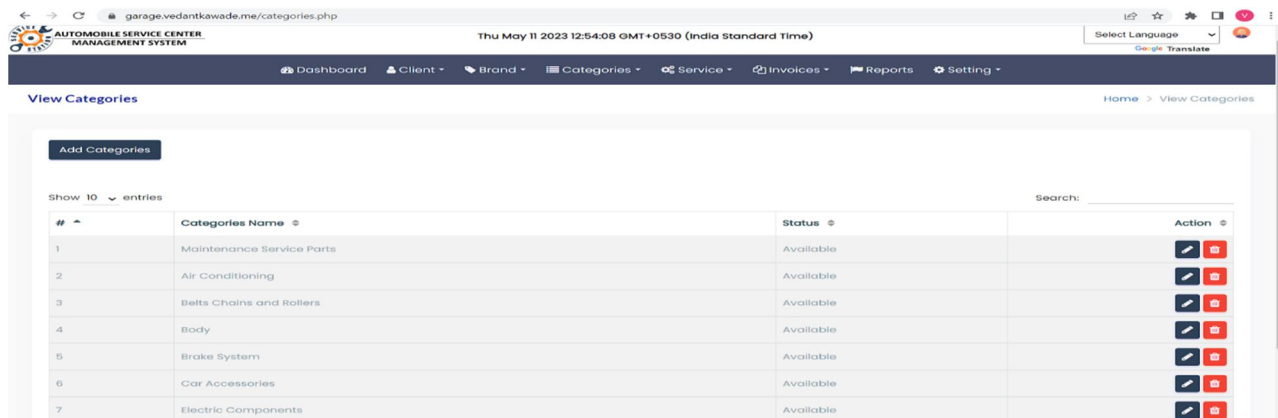 garage.vedantkawade.me/categories.php
V
AUTOMOBILE SERVICE CENTER
MANAGEMENT SYSTEM
Thu May 11 2023 12:54:08 GMT+0530 (India Standard Time)
Select Language
Google Translate
Dashboard Client Brand Categories Service Invoices Reports Setting
View Categories
Home > View Categories
Add Categories
Show 10 entries
Search:
# Categories Name Status Action
1 Maintenance Service Parts Available
2 Air Conditioning Available
3 Belts Chains and Rollers Available
4 Body Available
5 Brake System Available
6 Car Accessories Available
7 Electric Components Available